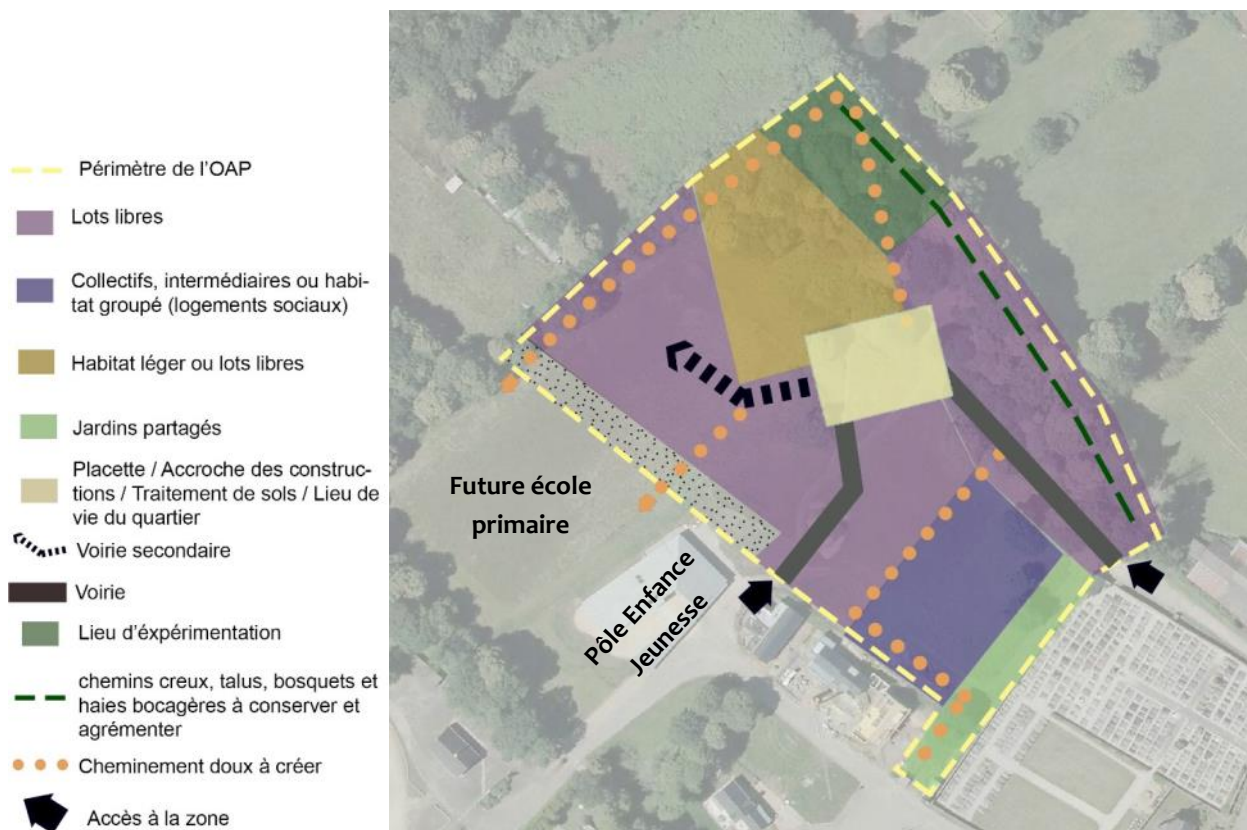 Périmètre de l'OAP
Lots libres
Collectifs, intermédiaires ou habi-
tat groupé (logements sociaux)
Habitat léger ou lots libres
Jardins partagés
Placette / Accroche des construc-
tions / Traitement de sols / Lieu de
vie du quartier
Voirie secondaire
Voirie
Lieu d'éxpérimentation
chemins creux, talus, bosquets et
haies bocagères à conserver et
agrémenter
Cheminement doux à créer
Accès à la zone
Future école
primaire
Pôle Enfance
Jeunesse